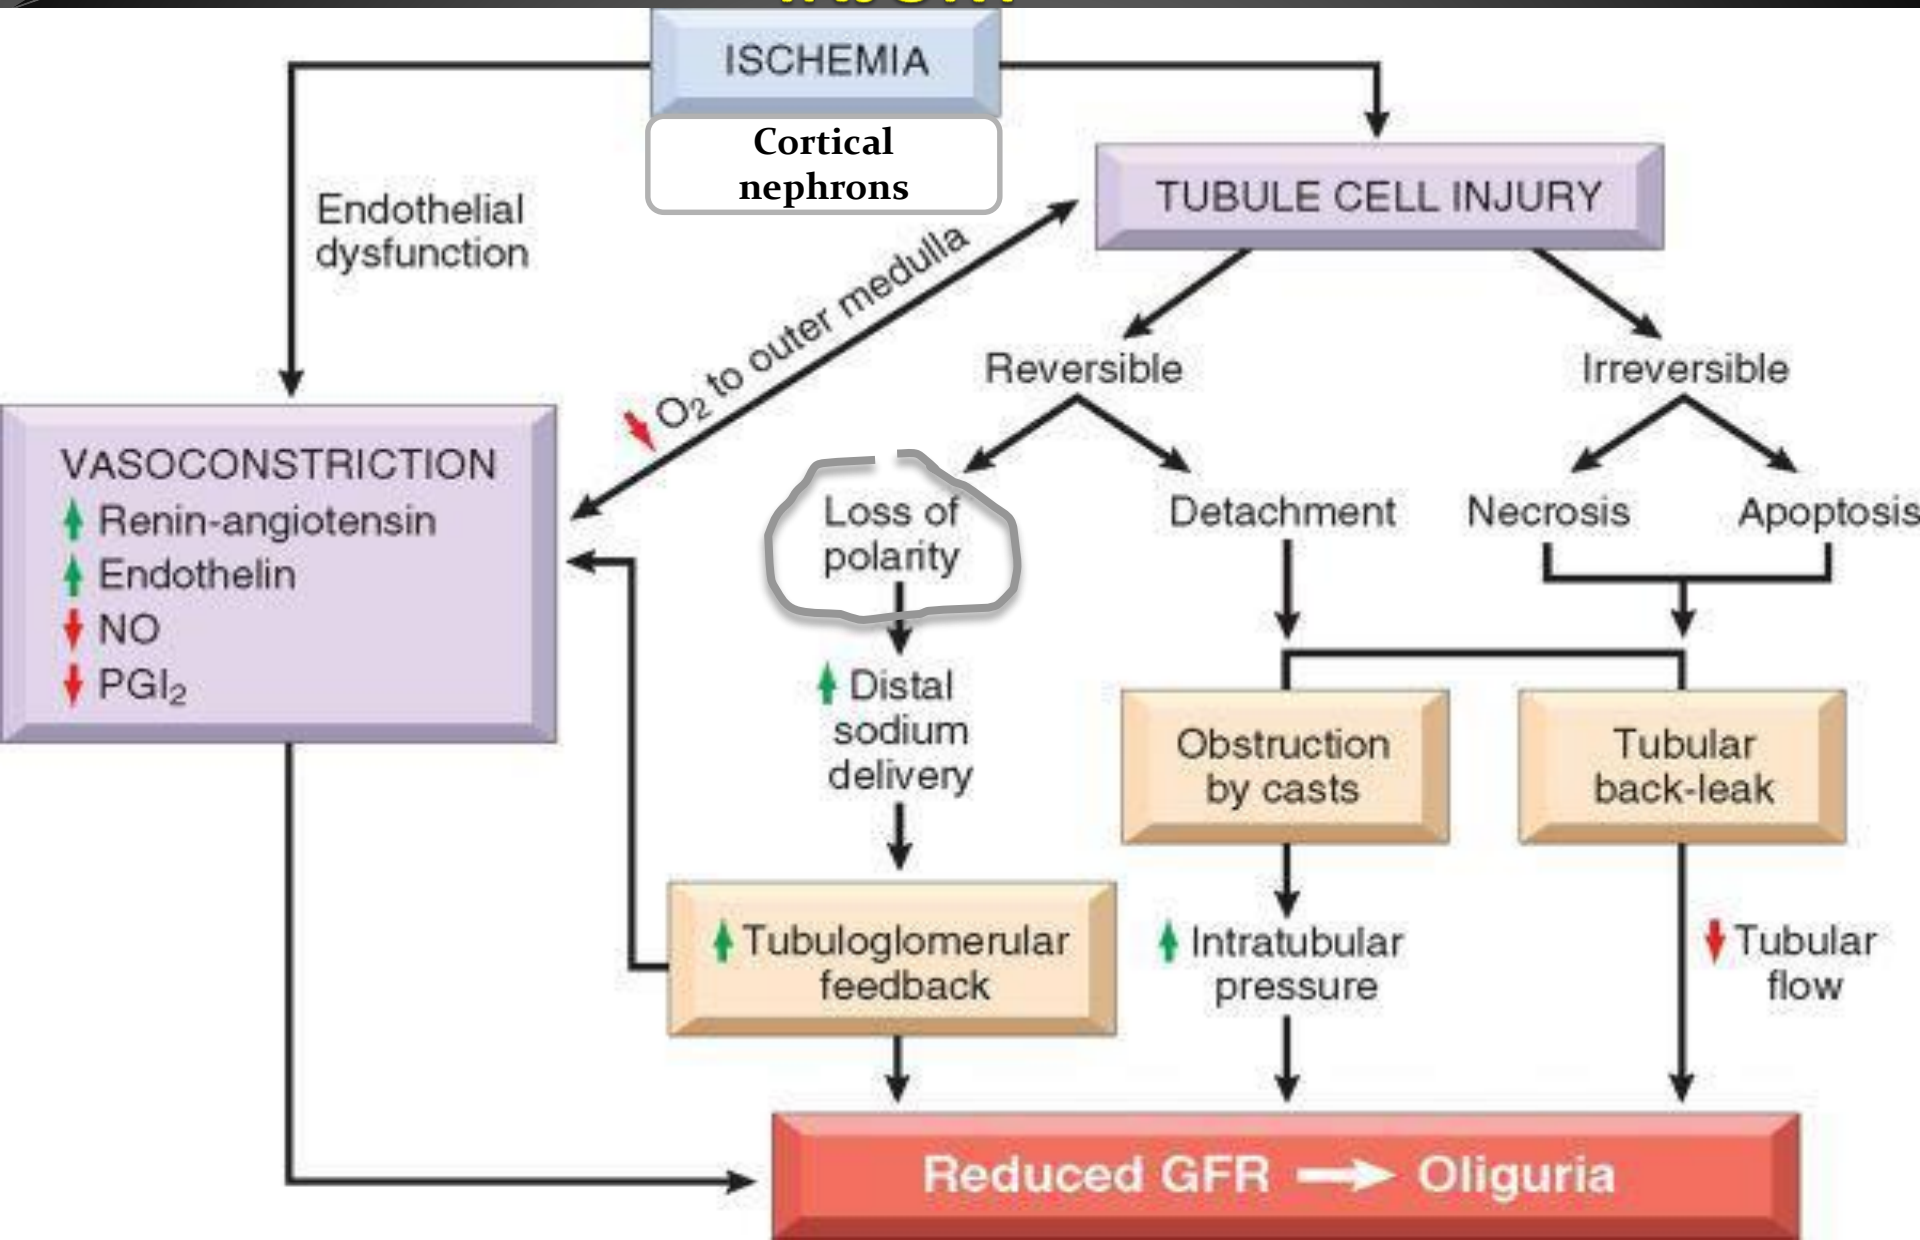 ISCHEMIA
Cortical
nephrons
Endothelial
dysfunction
TUBULE CELL INJURY
O₂ to outer medulla
Reversible
Irreversible
VASOCONSTRICTION
Renin-angiotensin
Endothelin
NO
PGI₂
Loss of
polarity
Detachment
Necrosis
Apoptosis
Distal
sodium
delivery
Obstruction
by casts
Tubular
back-leak
Tubuloglomerular
feedback
Intratubular
pressure
Tubular
flow
Reduced GFR → Oliguria